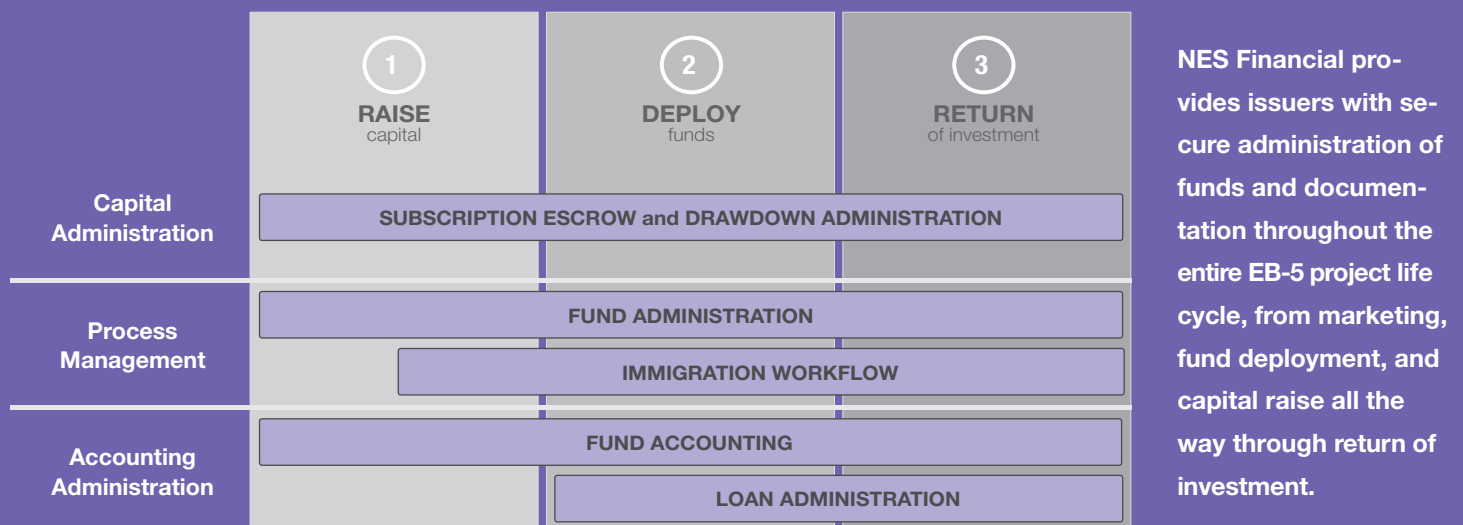 1
RAISE
capital
2
DEPLOY
funds
3
RETURN
of investment
Capital
Administration
SUBSCRIPTION ESCROW and DRAWDOWN ADMINISTRATION
Process
Management
FUND ADMINISTRATION
IMMIGRATION WORKFLOW
Accounting
Administration
FUND ACCOUNTING
LOAN ADMINISTRATION
NES Financial pro-
vides issuers with se-
cure administration of
funds and documen-
tation throughout the
entire EB-5 project life
cycle, from marketing,
fund deployment, and
capital raise all the
way through return of
investment.